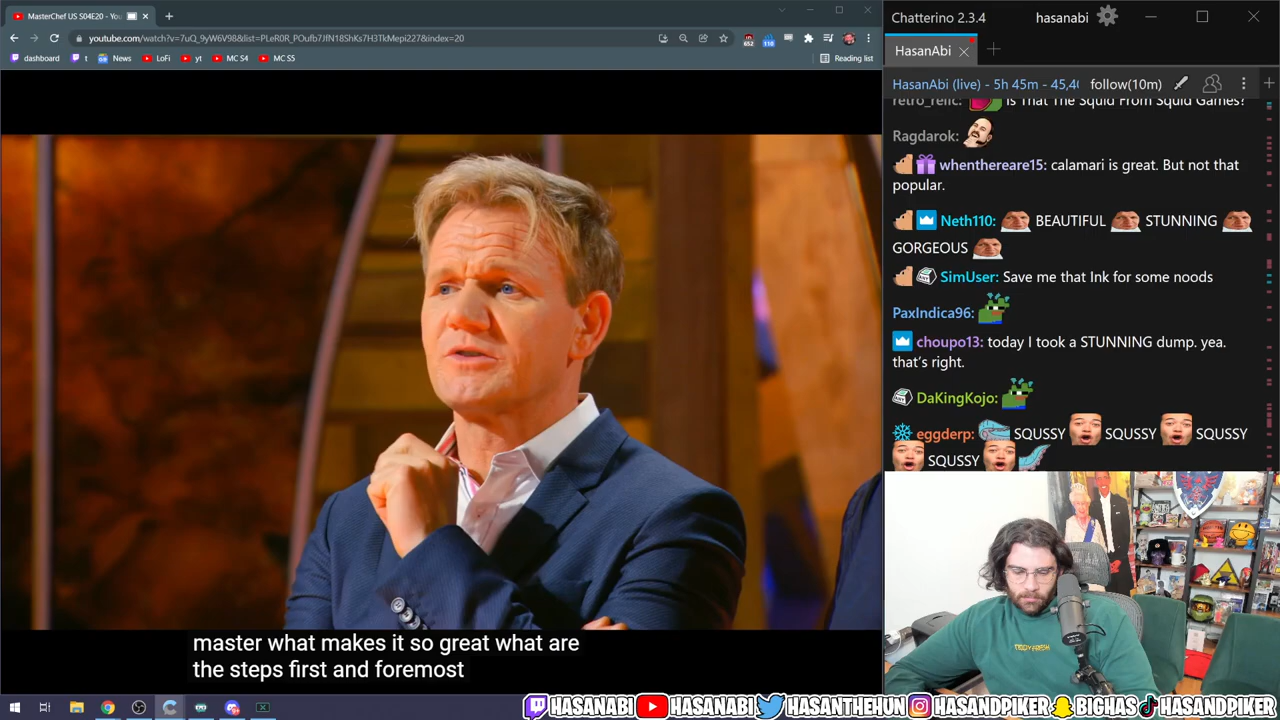 MasterChef US S04E20 - You
youtube.com/watch?v=7uQ_9yW6V98&list=PLeR0R_POufb7JfN18ShKs7H3TkMepi227&index=20
652
110
dashboard
t
News
LoFi
yt
MC S4
MC S5
Reading list
master what makes it so great what are
the steps first and foremost
Chatterino 2.3.4
hasanabi
HasanAbi
HasanAbi (live) - 5h 45m - 45,4
follow(10m)
retro_relic: Is That The Squid From Squid Games?
Ragdarok:
whenthereare15: calamari is great. But not that
popular.
Neth110: BEAUTIFUL STUNNING
GORGEOUS
SimUser: Save me that Ink for some noods
PaxIndica96:
choupo13: today I took a STUNNING dump. yea.
that's right.
DaKingKojo:
eggderp: SQUSSY SQUSSY SQUSSY
SQUSSY
HASANABI HASANABI HASANTHEHUN HASANDPIKER BIGHAS HASANDPIKER